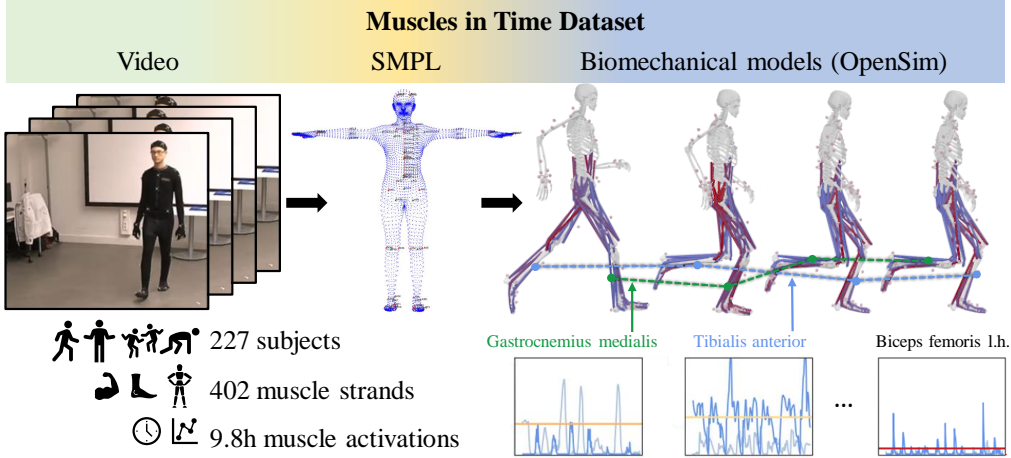 Muscles in Time Dataset
Video
SMPL
Biomechanical models (OpenSim)
Gastrocnemius medialis
Tibialis anterior
Biceps femoris l.h.
227 subjects
402 muscle strands
9.8h muscle activations
...